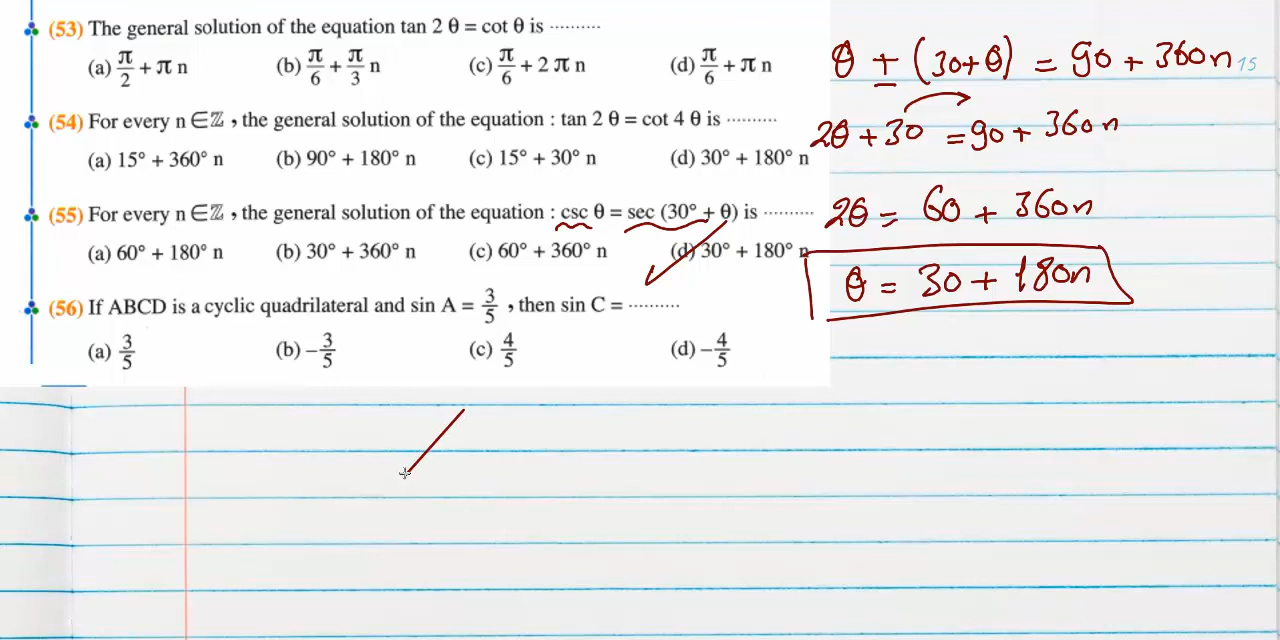 (53) The general solution of the equation tan 2 θ = cot θ is ··········
(a) π/2 + π n (b) π/6 + π/3 n (c) π/6 + 2 π n (d) π/6 + π n
(54) For every n ∈ ℤ , the general solution of the equation : tan 2 θ = cot 4 θ is ··········
(a) 15° + 360° n (b) 90° + 180° n (c) 15° + 30° n (d) 30° + 180° n
(55) For every n ∈ ℤ , the general solution of the equation : csc θ = sec (30° + θ) is ··········
(a) 60° + 180° n (b) 30° + 360° n (c) 60° + 360° n (d) 30° + 180° n
(56) If ABCD is a cyclic quadrilateral and sin A = 3/5 , then sin C = ··········
(a) 3/5 (b) – 3/5 (c) 4/5 (d) – 4/5
θ ± (30+θ) = 90 + 360n
15
2θ + 30 = 90 + 360n
2θ = 60 + 360n
θ = 30 + 180n